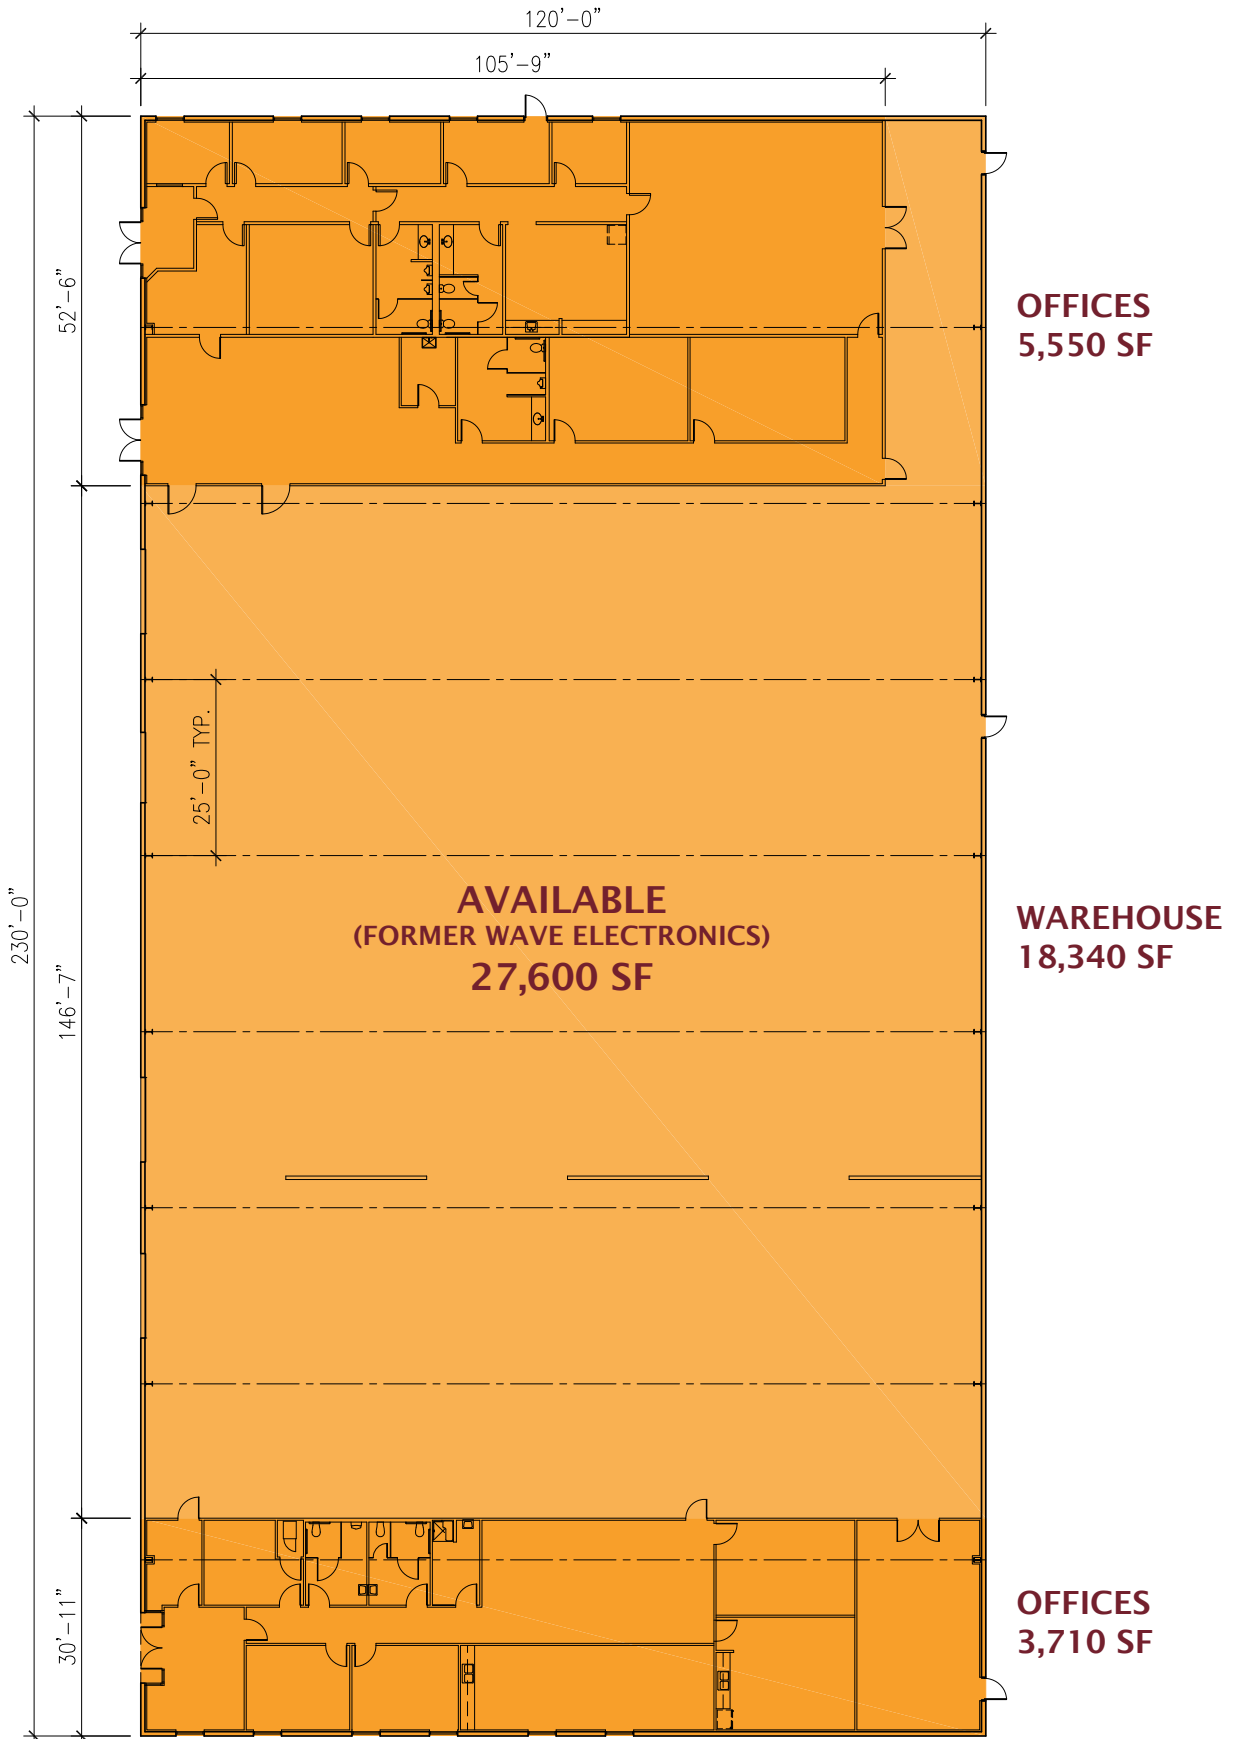 120’–0”
105’–9”
52’–6”
OFFICES
5,550 SF
25’–0” TYP.
230’–0”
AVAILABLE
(FORMER WAVE ELECTRONICS)
27,600 SF
WAREHOUSE
18,340 SF
146’–7”
30’–11”
OFFICES
3,710 SF